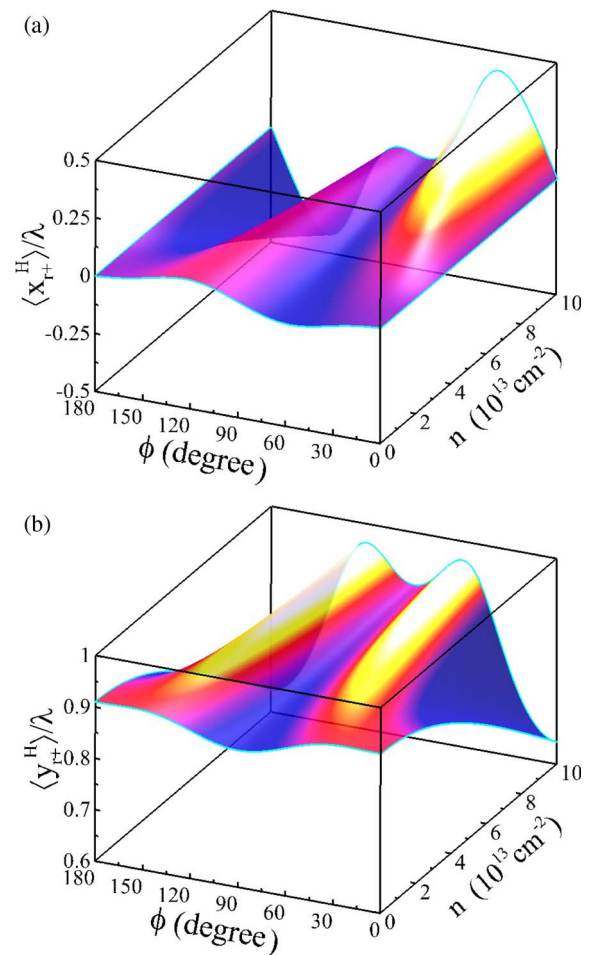 (a)
0.5
0.25
0
-0.25
-0.5
⟨x_{r+}^{H}⟩/λ
180 150 120 90 60 30 0
ϕ (degree)
0 2 4 6 8 10
n (10^{13} cm^{-2})
(b)
1
0.9
0.8
0.7
0.6
⟨y_{r+}^{H}⟩/λ
180 150 120 90 60 30 0
ϕ (degree)
0 2 4 6 8 10
n (10^{13} cm^{-2})